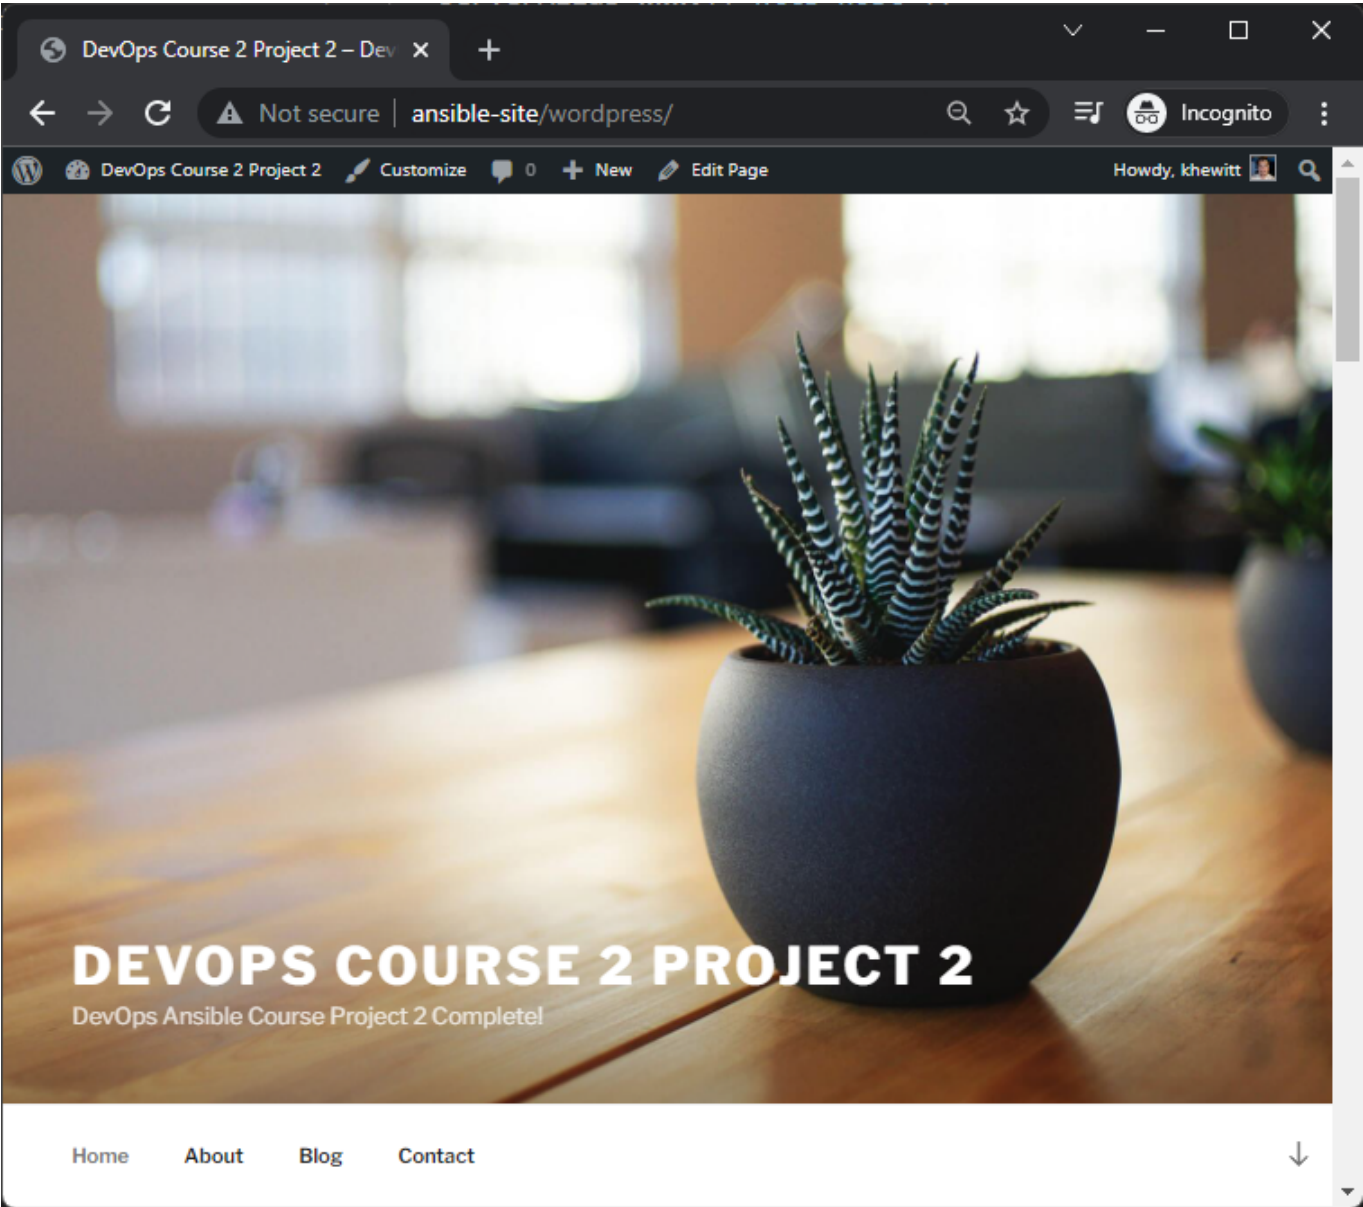 DevOps Course 2 Project 2 – Dev
Not secure ansible-site/wordpress/ Incognito
DevOps Course 2 Project 2 Customize 0 New Edit Page Howdy, khewitt
DEVOPS COURSE 2 PROJECT 2
DevOps Ansible Course Project 2 Complete!
Home About Blog Contact